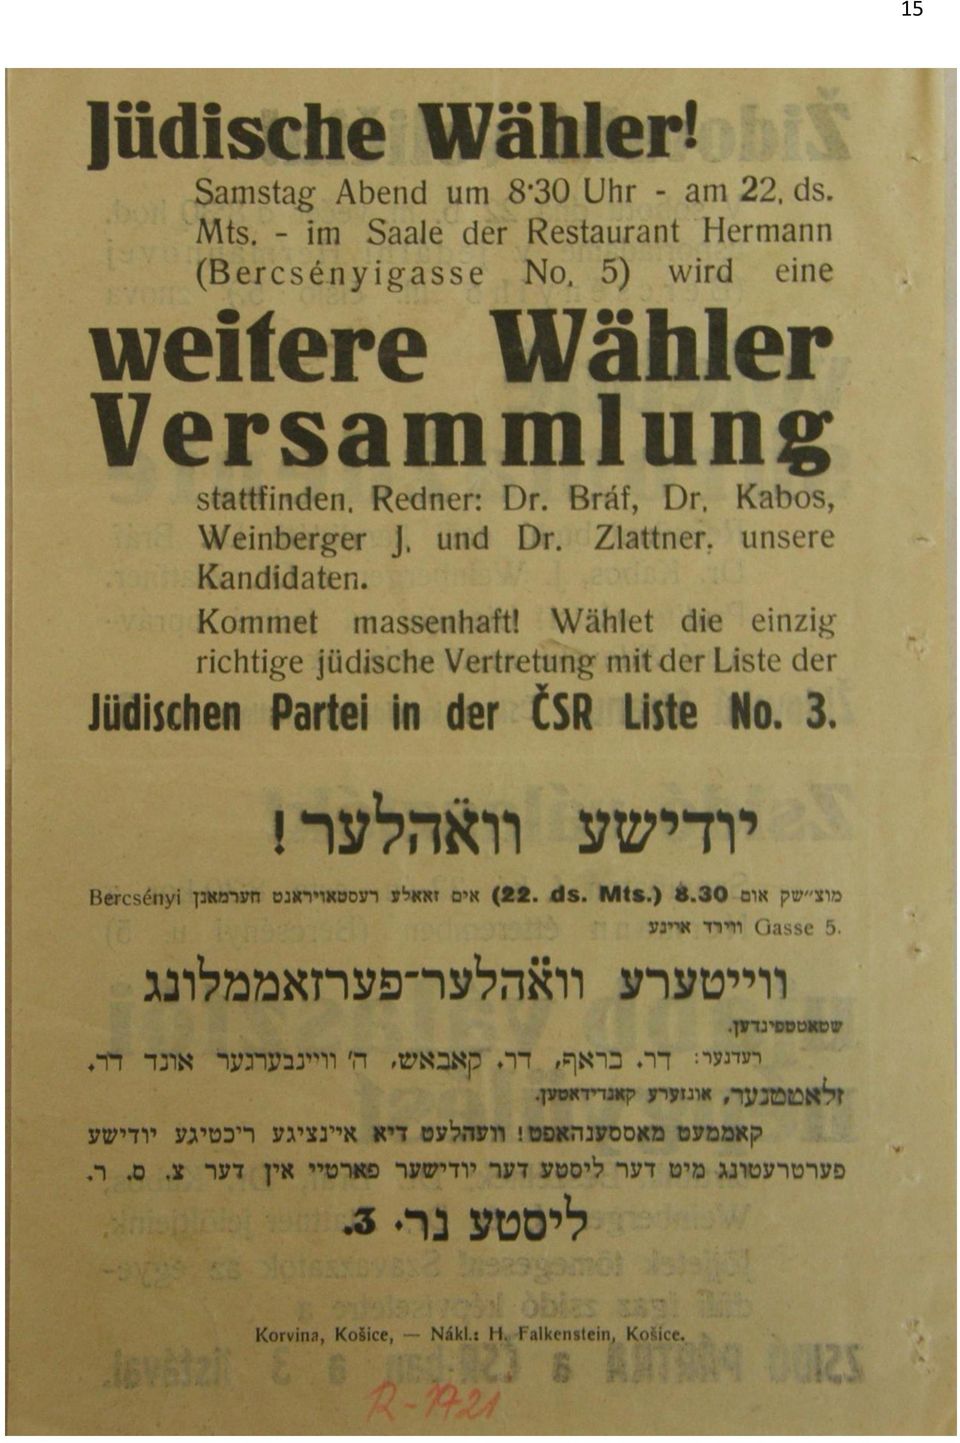 15
Jüdische Wähler!
Samstag Abend um 8·30 Uhr - am 22. ds.
Mts. - im Saale der Restaurant Hermann
(Bercsényigasse No. 5) wird eine
weitere Wähler
Versammlung
stattfinden. Redner: Dr. Bráf, Dr. Kabos,
Weinberger J. und Dr. Zlattner, unsere
Kandidaten.
Kommet massenhaft! Wählet die einzig
richtige jüdische Vertretung mit der Liste der
Jüdischen Partei in der ČSR Liste No. 3.
יודישע וואֿהלער!
מוצ״שק אום 8.30 (22. ds. Mts.) אים זאאלע רעסטאויראנט הערמאנן Bercsényi
Gasse 5. ווירד איינע
ווייטערע וואֿהלער־פערזאממלונג
שטאטטפינדען.
רעדנער: דר. בראף, דר. קאבאש, ה' וויינבערגער אונד דר.
זלאטטנער, אונזערע קאנדידאטען.
קאממעט מאססענהאפט! וועהלעט דיא איינציגע ריכטיגע יודישע
פערטרעטונג מיט דער ליסטע דער יודישער פארטיי אין דער צ. ס. ר.
ליסטע נר. 3.
Korvina, Košice, — Nákl.: H. Falkenstein, Košice.
R-1721